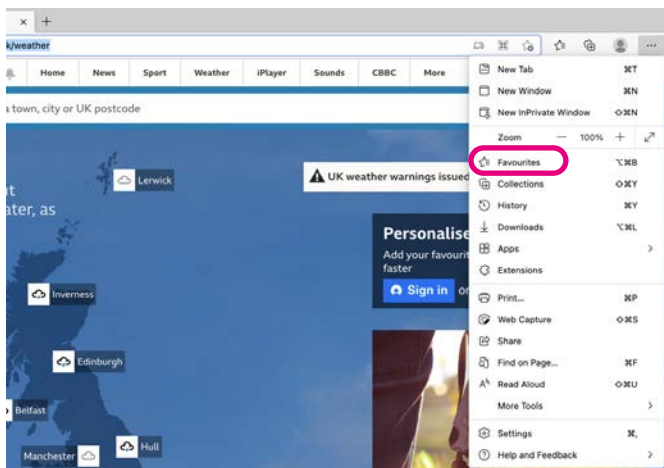 × +
k/weather
Home News Sport Weather iPlayer Sounds CBBC More
a town, city or UK postcode
ut
ater, as
Lerwick
UK weather warnings issued
Personalise
Add your favourit
faster
Sign in or
Inverness
Edinburgh
Belfast
Manchester
Hull
New Tab ⌘T
New Window ⌘N
New InPrivate Window ⇧⌘N
Zoom — 100% +
Favourites ⌥⌘B
Collections ⇧⌘Y
History ⌘Y
Downloads ⌥⌘L
Apps >
Extensions
Print... ⌘P
Web Capture ⇧⌘S
Share
Find on Page... ⌘F
Read Aloud ⇧⌘U
More Tools >
Settings ⌘,
Help and Feedback >